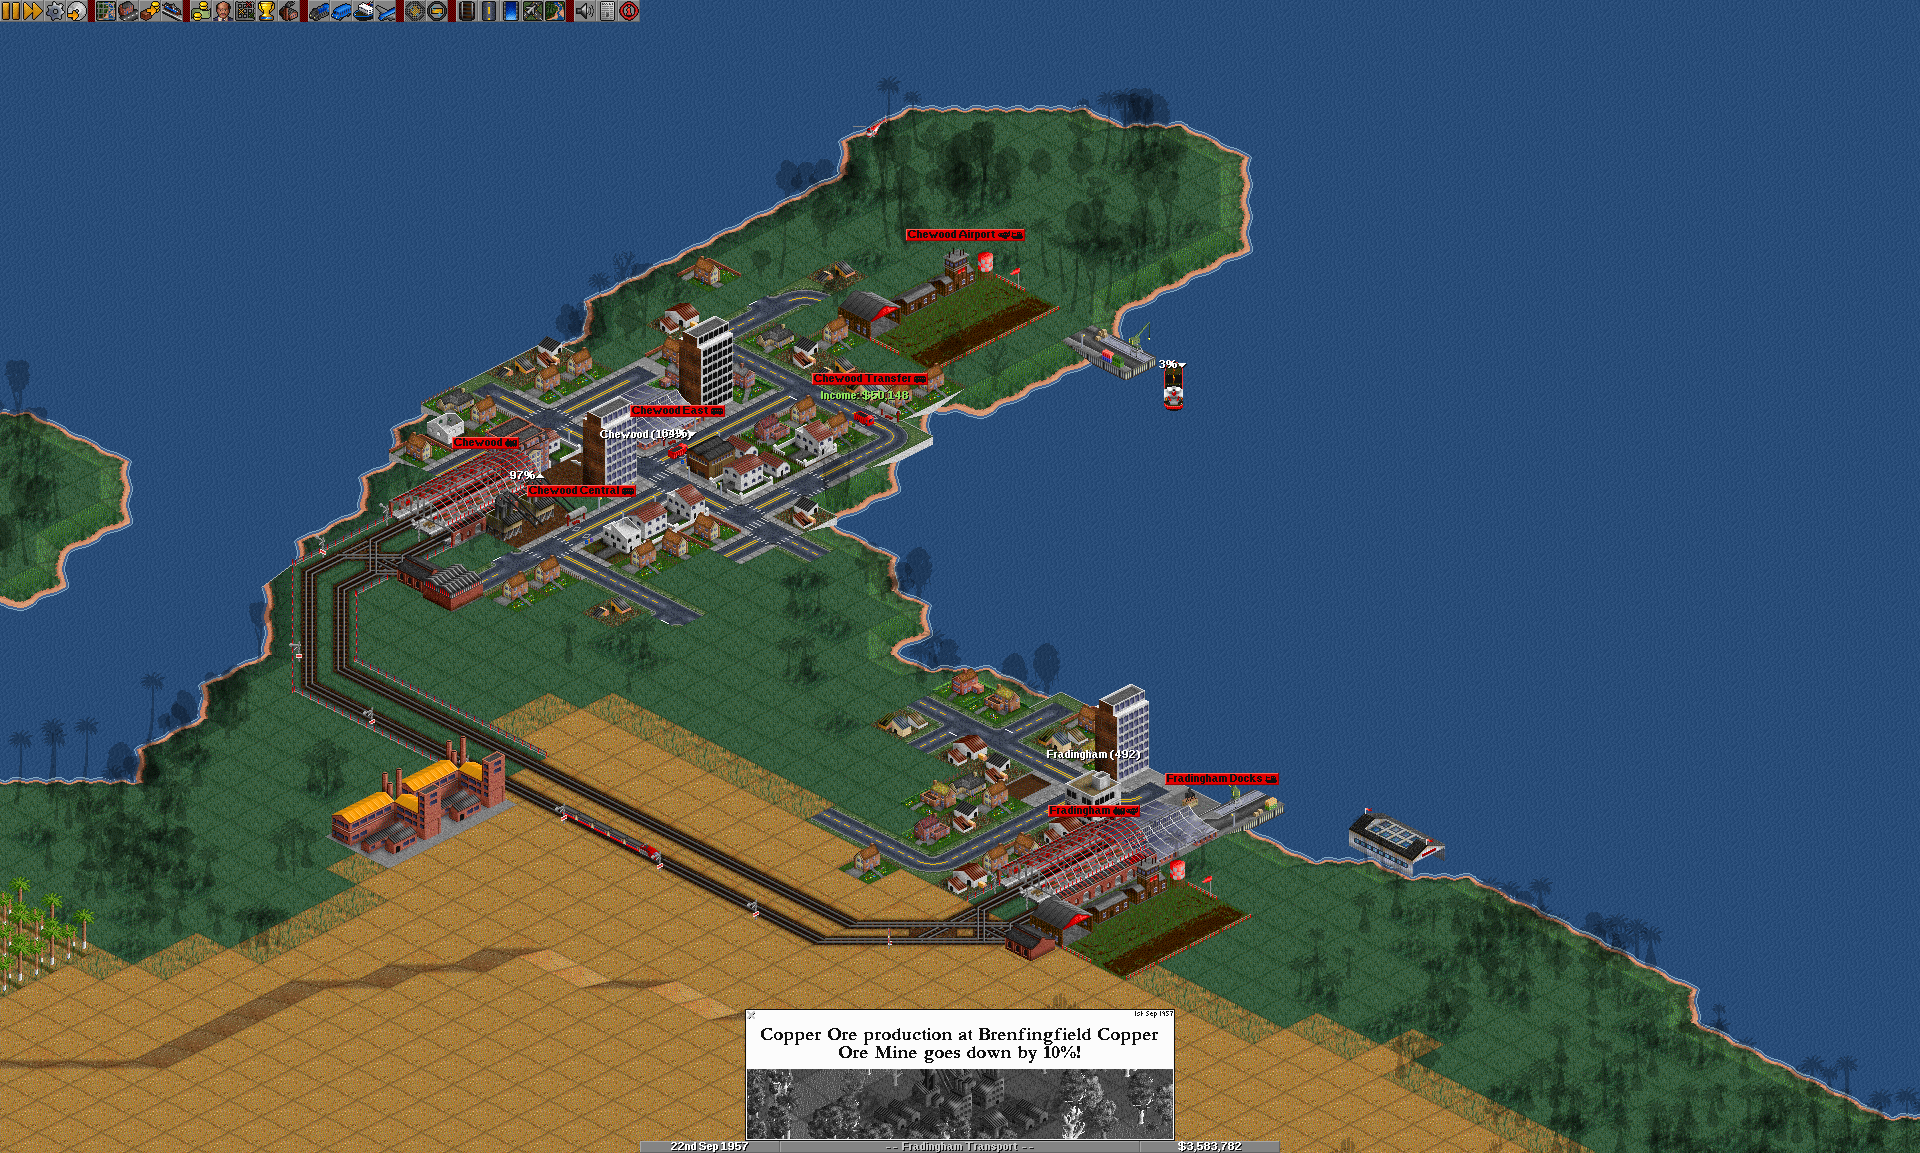 Chewood Airport
3%
Chewood Transfer
Income: $50,148
Chewood East
Chewood
97%
Chewood Central
Fradingham (492)
Fradingham Docks
Fradingham
1st Sep 1957
Copper Ore production at Brenfingfield Copper
Ore Mine goes down by 10%!
22nd Sep 1957
-- Fradingham Transport --
$3,583,782